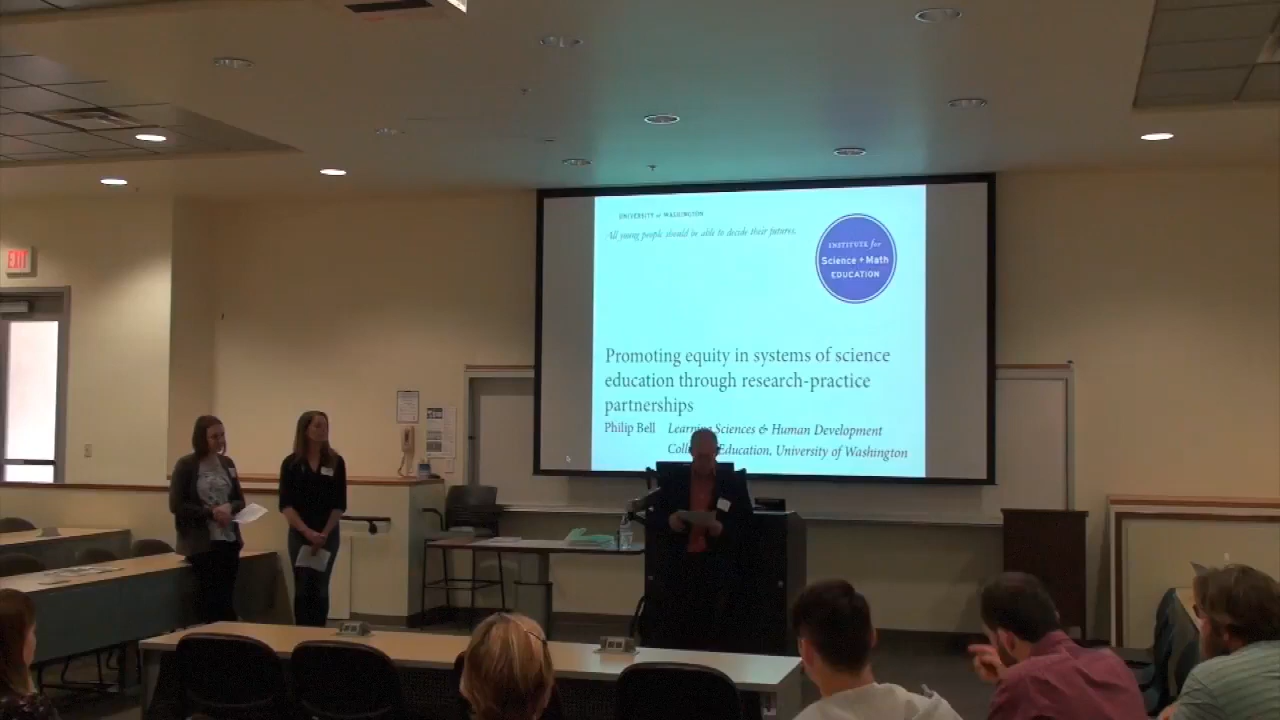 EXIT
UNIVERSITY of WASHINGTON
All young people should be able to decide their futures.
INSTITUTE for
Science + Math
EDUCATION
Promoting equity in systems of science
education through research-practice
partnerships
Philip Bell Learning Sciences & Human Development
Education, University of Washington